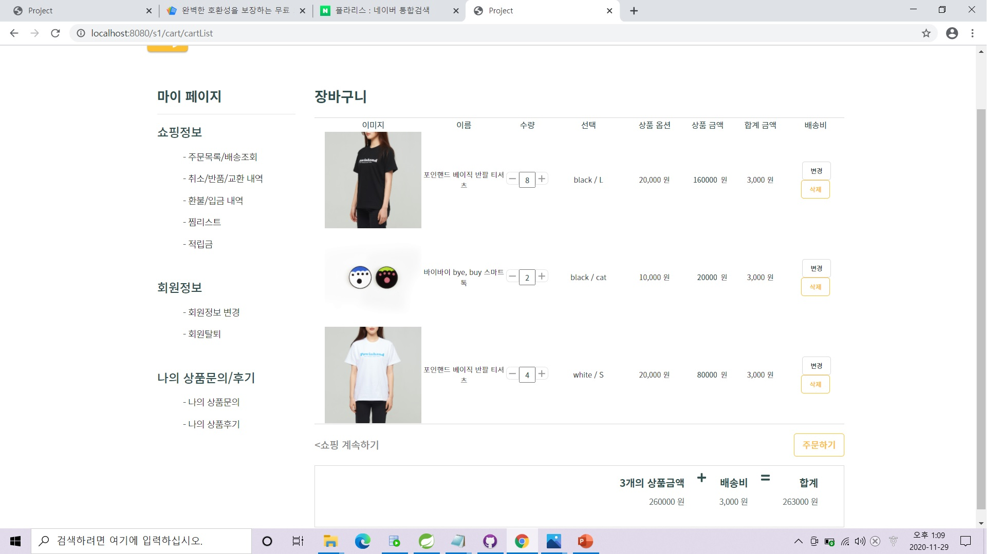 Project
완벽한 호환성을 보장하는 무료
폴라리스 : 네이버 통합검색
Project
localhost:8080/s1/cart/cartList
마이 페이지
쇼핑정보
- 주문목록/배송조회
- 취소/반품/교환 내역
- 환불/입금 내역
- 찜리스트
- 적립금
회원정보
- 회원정보 변경
- 회원탈퇴
나의 상품문의/후기
- 나의 상품문의
- 나의 상품후기
장바구니
이미지 이름 수량 선택 상품 옵션 상품 금액 합계 금액 배송비
포인핸드 베이직 반팔 티셔
츠
8 black / L 20,000 원 160000 원 3,000 원
변경
삭제
바이바이 bye, buy 스마트
톡
2 black / cat 10,000 원 20000 원 3,000 원
변경
삭제
Pawinhand
포인핸드 베이직 반팔 티셔
츠
4 white / S 20,000 원 80000 원 3,000 원
변경
삭제
<쇼핑 계속하기
주문하기
3개의 상품금액 + 배송비 = 합계
260000 원 3,000 원 263000 원
검색하려면 여기에 입력하십시오.
오후 1:09
2020-11-29